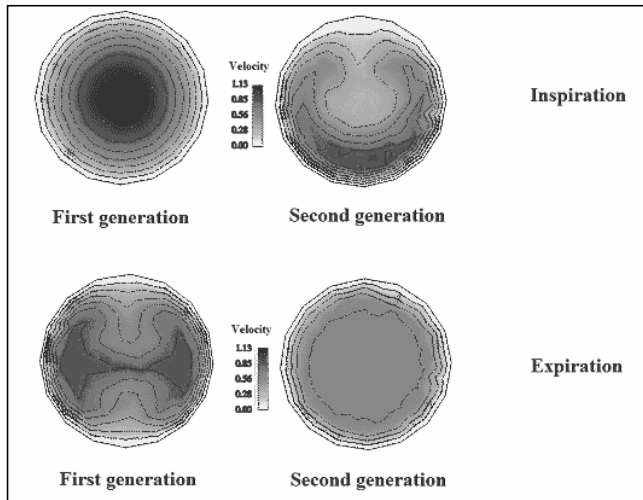 Velocity
1.13
0.85
0.56
0.28
0.00
Inspiration
First generation
Second generation
Velocity
1.13
0.85
0.56
0.28
0.00
Expiration
First generation
Second generation